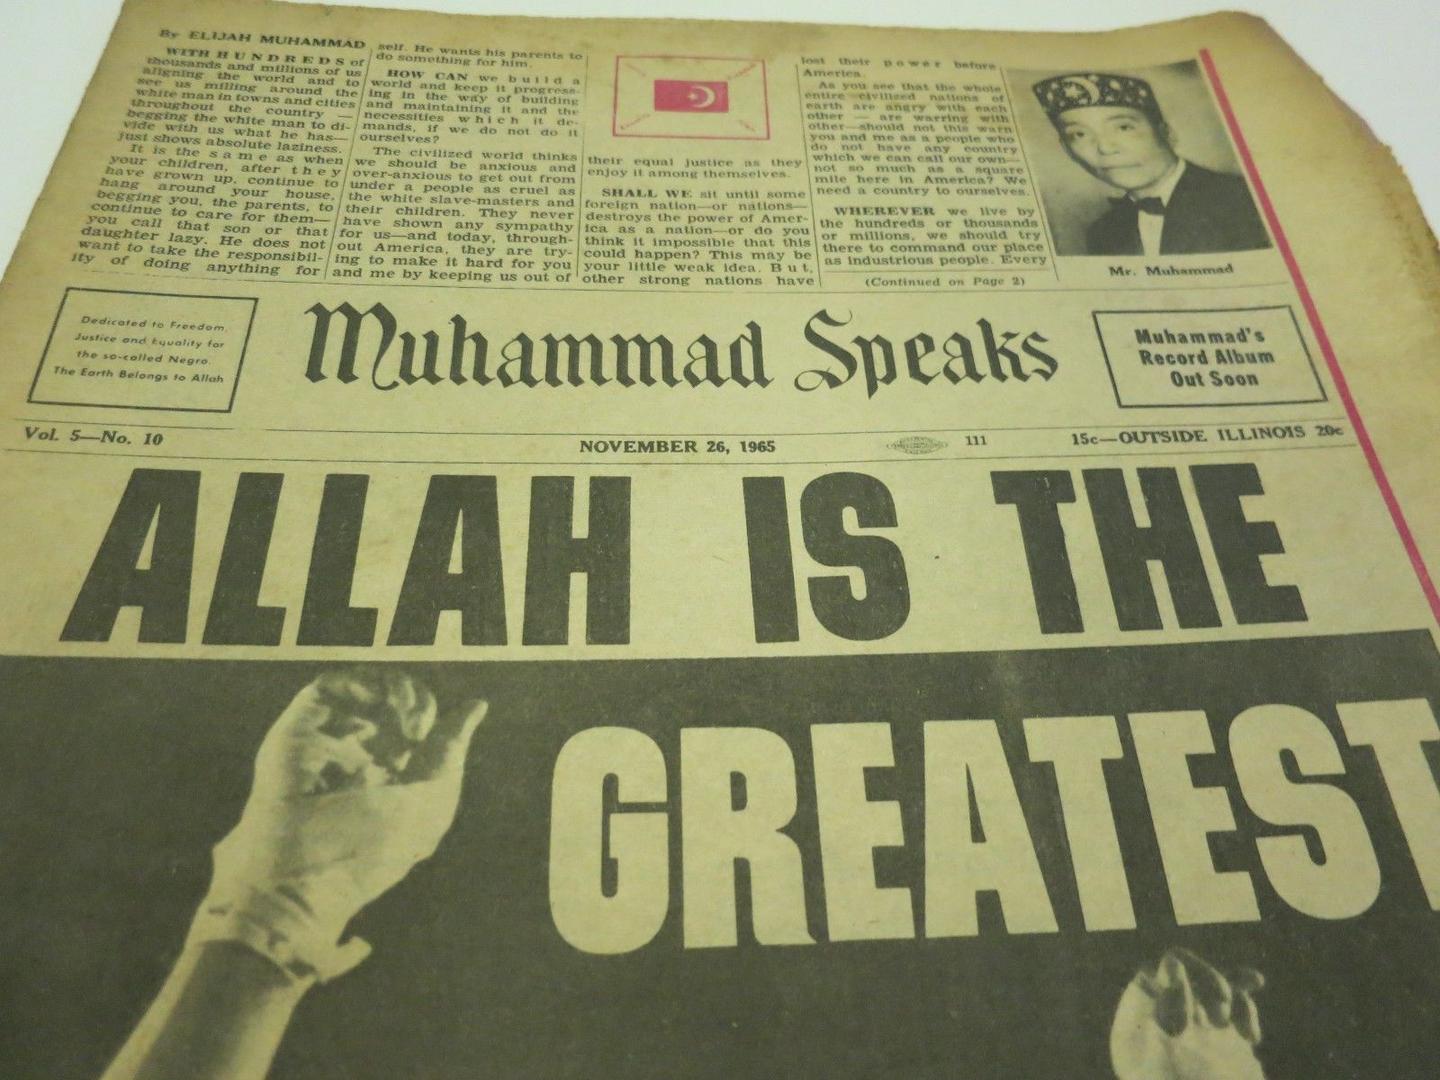 By ELIJAH MUHAMMAD
WITH HUNDREDS of
thousands and millions of us
aligning the world and to
see us milling around the
white man in towns and cities
throughout the country —
begging the white man to di-
vide with us what he has—
just shows absolute laziness.
It is the same as when
your children, after they
have grown up, continue to
hang around your house,
begging you, the parents, to
continue to care for them—
you call that son or that
daughter lazy. He does not
want to take the responsibil-
ity of doing anything for
self. He wants his parents to
do something for him.
HOW CAN we build a
world and keep it progress-
ing in the way of building
and maintaining it and the
necessities which it de-
mands, if we do not do it
ourselves?
The civilized world thinks
we should be anxious and
over-anxious to get out from
under a people as cruel as
the white slave-masters and
their children. They never
have shown any sympathy
for us—and today, through-
out America, they are try-
ing to make it hard for you
and me by keeping us out of
their equal justice as they
enjoy it among themselves.
SHALL WE sit until some
foreign nation—or nations—
destroys the power of Amer-
ica as a nation—or do you
think it impossible that this
could happen? This may be
your little weak idea. But,
other strong nations have
lost their power before
America.
As you see that the whole
entire civilized nations of
earth are angry with each
other — are warring with
other—should not this warn
you and me as a people who
do not have any country
which we can call our own—
not so much as a square
mile here in America? We
need a country to ourselves.
WHEREVER we live by
the hundreds or thousands
or millions, we should try
there to command our place
as industrious people. Every
(Continued on Page 2)
Mr. Muhammad
Dedicated to Freedom,
Justice and Equality for
the so-called Negro.
The Earth Belongs to Allah
Muhammad Speaks
Muhammad's
Record Album
Out Soon
Vol. 5—No. 10
NOVEMBER 26, 1965
111
15c—OUTSIDE ILLINOIS 20c
ALLAH IS THE
GREATEST